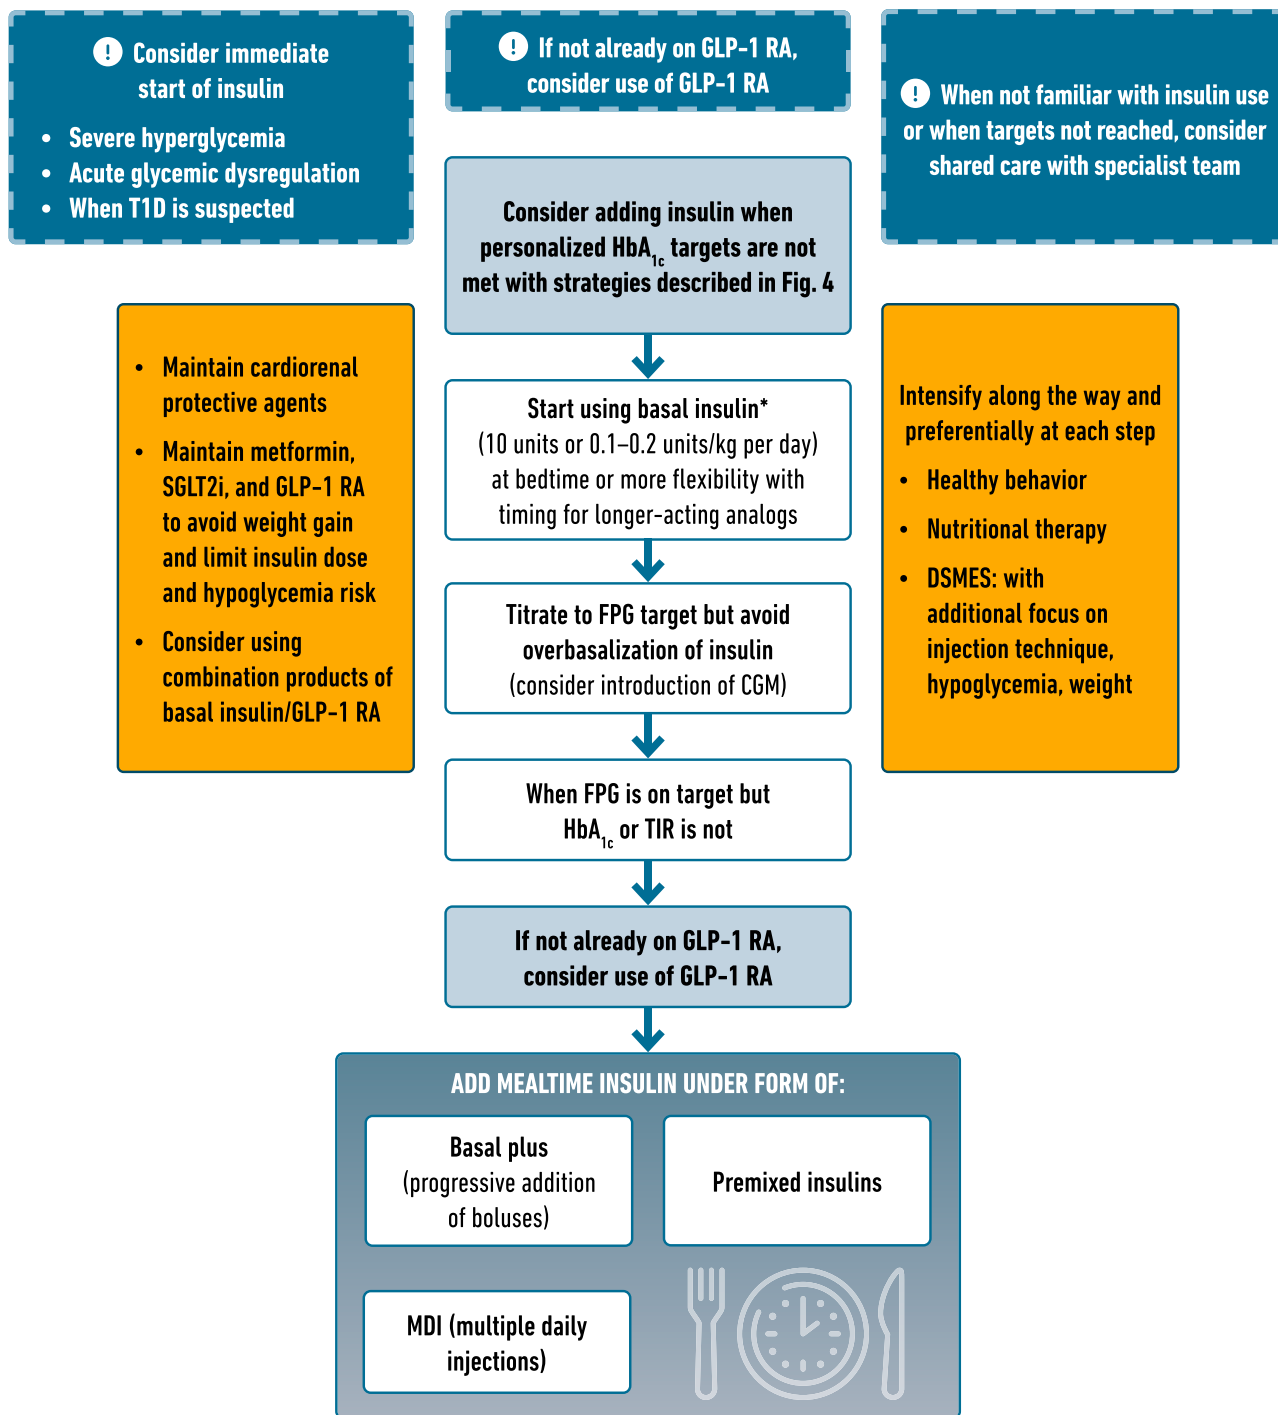 ! Consider immediate
start of insulin
• Severe hyperglycemia
• Acute glycemic dysregulation
• When T1D is suspected
! If not already on GLP-1 RA,
consider use of GLP-1 RA
! When not familiar with insulin use
or when targets not reached, consider
shared care with specialist team
Consider adding insulin when
personalized HbA1c targets are not
met with strategies described in Fig. 4
• Maintain cardiorenal
protective agents
• Maintain metformin,
SGLT2i, and GLP-1 RA
to avoid weight gain
and limit insulin dose
and hypoglycemia risk
• Consider using
combination products of
basal insulin/GLP-1 RA
Start using basal insulin*
(10 units or 0.1–0.2 units/kg per day)
at bedtime or more flexibility with
timing for longer-acting analogs
Intensify along the way and
preferentially at each step
• Healthy behavior
• Nutritional therapy
• DSMES: with
additional focus on
injection technique,
hypoglycemia, weight
Titrate to FPG target but avoid
overbasalization of insulin
(consider introduction of CGM)
When FPG is on target but
HbA1c or TIR is not
If not already on GLP-1 RA,
consider use of GLP-1 RA
ADD MEALTIME INSULIN UNDER FORM OF:
Basal plus
(progressive addition
of boluses)
Premixed insulins
MDI (multiple daily
injections)